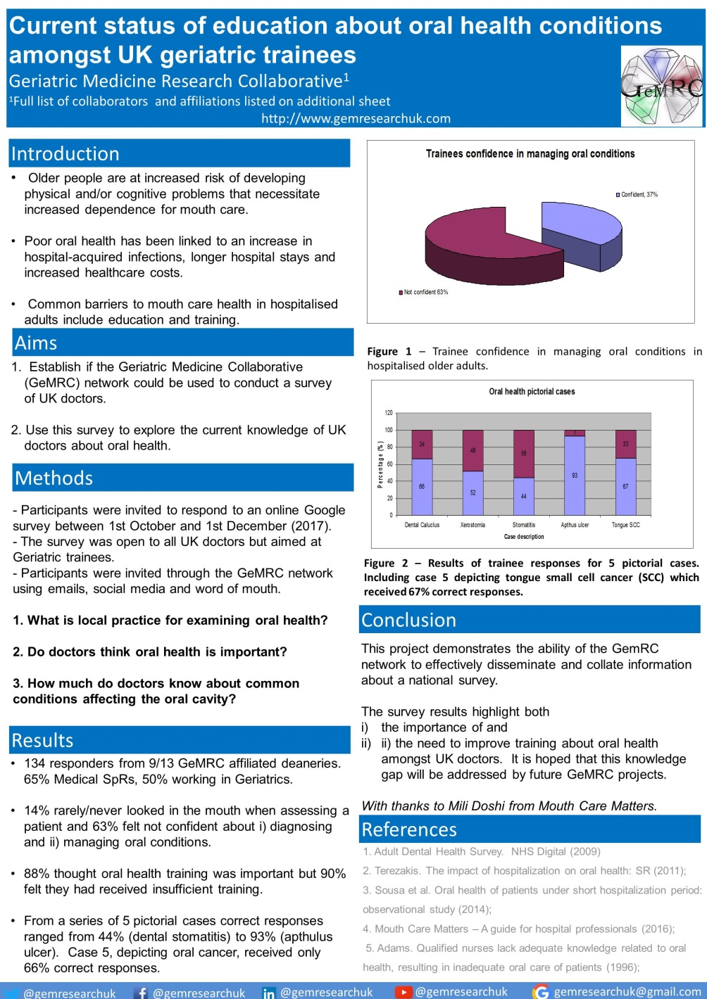 Current status of education about oral health conditions
amongst UK geriatric trainees
Geriatric Medicine Research Collaborative1
1Full list of collaborators and affiliations listed on additional sheet
http://www.gemresearchuk.com
GeMRC
Introduction
• Older people are at increased risk of developing
physical and/or cognitive problems that necessitate
increased dependence for mouth care.
• Poor oral health has been linked to an increase in
hospital-acquired infections, longer hospital stays and
increased healthcare costs.
• Common barriers to mouth care health in hospitalised
adults include education and training.
Aims
1. Establish if the Geriatric Medicine Collaborative
(GeMRC) network could be used to conduct a survey
of UK doctors.
2. Use this survey to explore the current knowledge of UK
doctors about oral health.
Methods
- Participants were invited to respond to an online Google
survey between 1st October and 1st December (2017).
- The survey was open to all UK doctors but aimed at
Geriatric trainees.
- Participants were invited through the GeMRC network
using emails, social media and word of mouth.
1. What is local practice for examining oral health?
2. Do doctors think oral health is important?
3. How much do doctors know about common
conditions affecting the oral cavity?
Results
• 134 responders from 9/13 GeMRC affiliated deaneries.
65% Medical SpRs, 50% working in Geriatrics.
• 14% rarely/never looked in the mouth when assessing a
patient and 63% felt not confident about i) diagnosing
and ii) managing oral conditions.
• 88% thought oral health training was important but 90%
felt they had received insufficient training.
• From a series of 5 pictorial cases correct responses
ranged from 44% (dental stomatitis) to 93% (apthulus
ulcer). Case 5, depicting oral cancer, received only
66% correct responses.
Trainees confidence in managing oral conditions
Confident, 37%
Not confident 63%
Figure 1 – Trainee confidence in managing oral conditions in
hospitalised older adults.
Oral health pictorial cases
Percentage (%)
120
100
80
60
40
20
0
34 48 56 7 33
66 52 44 93 67
Dental Caluclus Xerostomia Stomatitis Apthus ulcer Tongue SCC
Case description
Figure 2 – Results of trainee responses for 5 pictorial cases.
Including case 5 depicting tongue small cell cancer (SCC) which
received 67% correct responses.
Conclusion
This project demonstrates the ability of the GemRC
network to effectively disseminate and collate information
about a national survey.
The survey results highlight both
i) the importance of and
ii) ii) the need to improve training about oral health
amongst UK doctors. It is hoped that this knowledge
gap will be addressed by future GeMRC projects.
With thanks to Mili Doshi from Mouth Care Matters.
References
1. Adult Dental Health Survey. NHS Digital (2009)
2. Terezakis. The impact of hospitalization on oral health: SR (2011);
3. Sousa et al. Oral health of patients under short hospitalization period:
observational study (2014);
4. Mouth Care Matters – A guide for hospital professionals (2016);
5. Adams. Qualified nurses lack adequate knowledge related to oral
health, resulting in inadequate oral care of patients (1996);
@gemresearchuk @gemresearchuk @gemresearchuk @gemresearchuk gemresearchuk@gmail.com